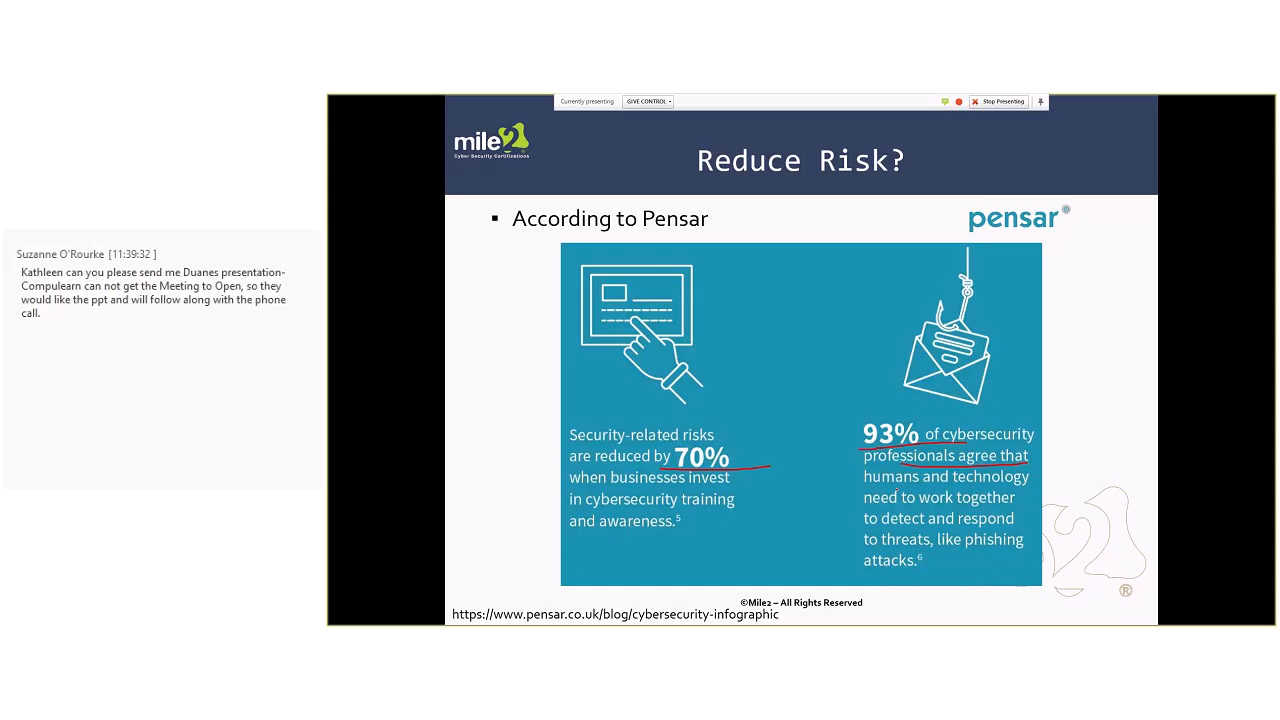 Currently presenting
GIVE CONTROL
Stop Presenting
mile2
Cyber Security Certifications
Reduce Risk?
Suzanne O'Rourke [11:39:32 ]
Kathleen can you please send me Duanes presentation-
Compulearn can not get the Meeting to Open, so they
would like the ppt and will follow along with the phone
call.
▪ According to Pensar
pensar
Security-related risks
are reduced by 70%
when businesses invest
in cybersecurity training
and awareness.⁵
93% of cybersecurity
professionals agree that
humans and technology
need to work together
to detect and respond
to threats, like phishing
attacks.⁶
®
©Mile2 – All Rights Reserved
https://www.pensar.co.uk/blog/cybersecurity-infographic